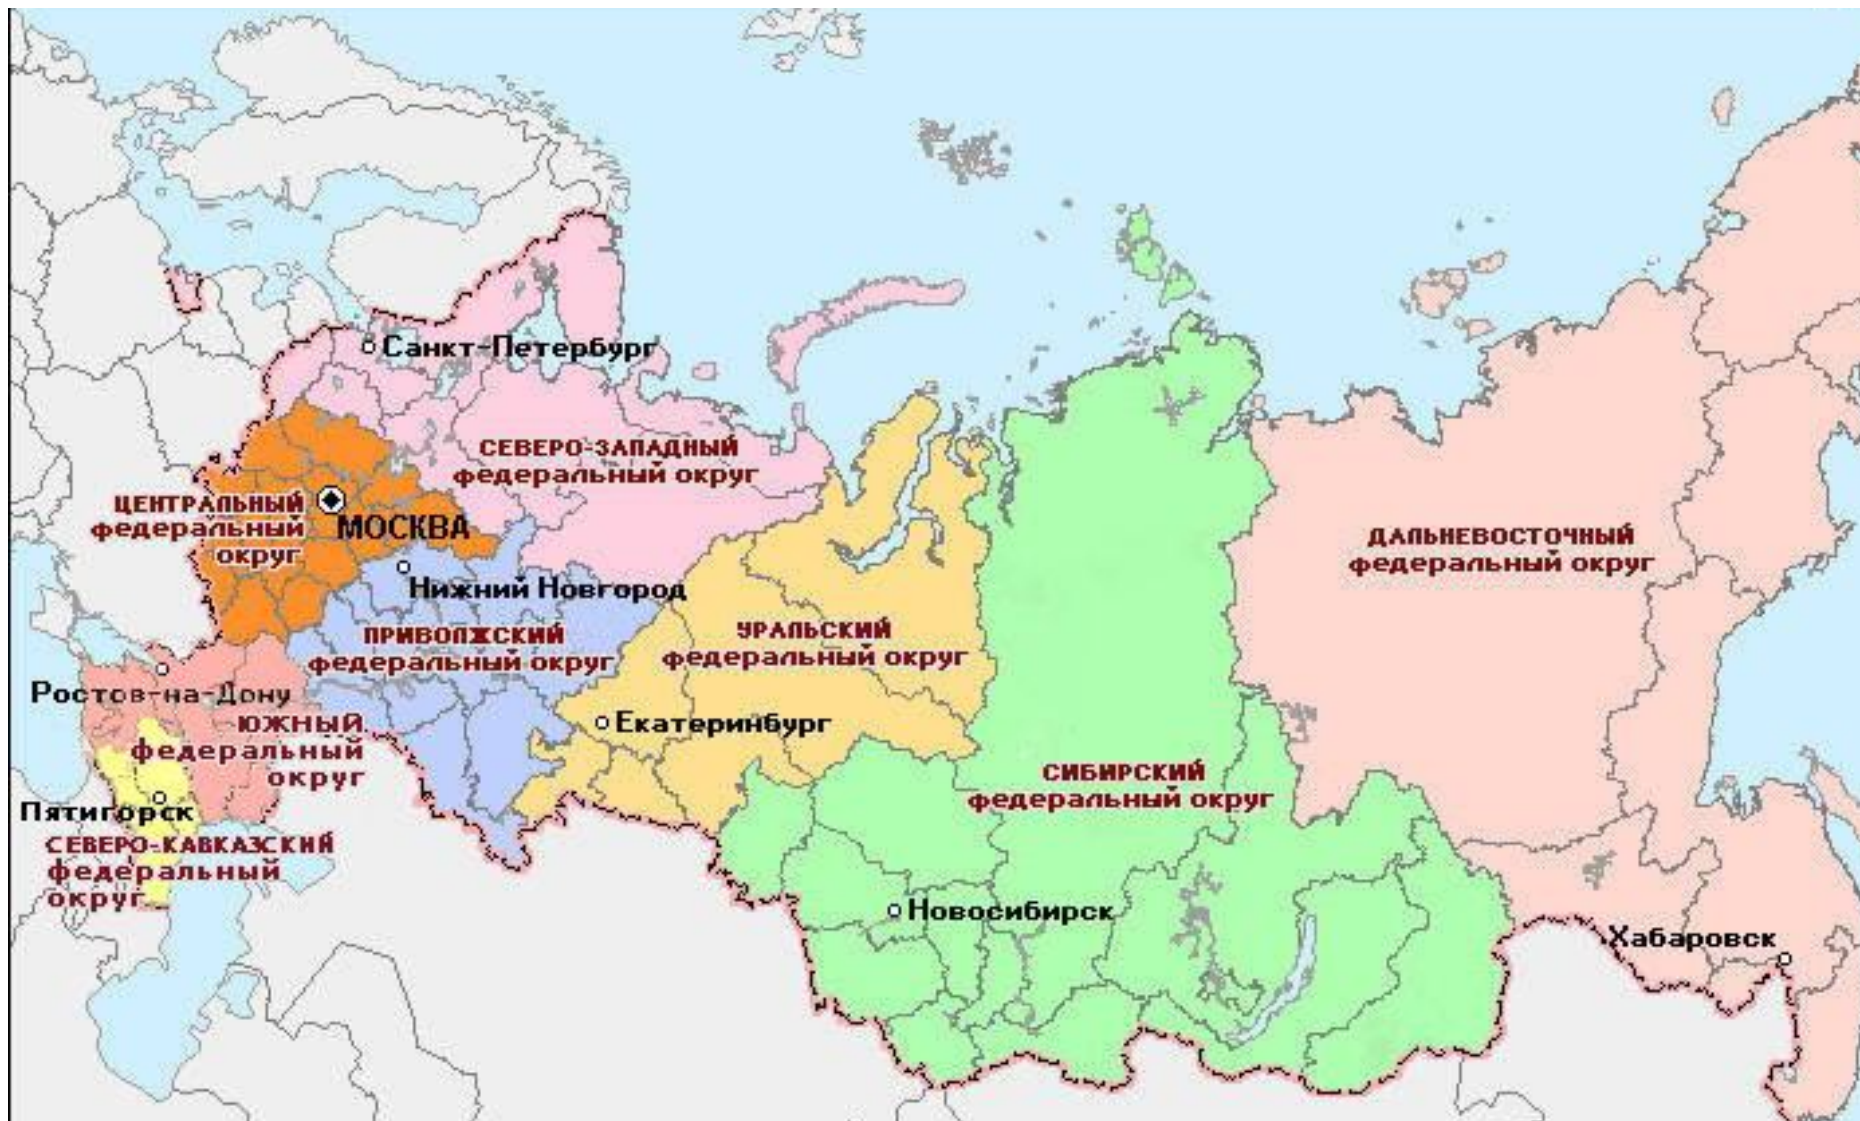 Санкт-Петербург
СЕВЕРО-ЗАПАДНЫЙ
федеральный округ
ЦЕНТРАЛЬНЫЙ
федеральный
округ
МОСКВА
ДАЛЬНЕВОСТОЧНЫЙ
федеральный округ
Нижний Новгород
ПРИВОЛЖСКИЙ
федеральный округ
УРАЛЬСКИЙ
федеральный округ
Ростов-на-Дону
ЮЖНЫЙ
федеральный
округ
Екатеринбург
СИБИРСКИЙ
федеральный округ
Пятигорск
СЕВЕРО-КАВКАЗСКИЙ
федеральный
округ
Новосибирск
Хабаровск